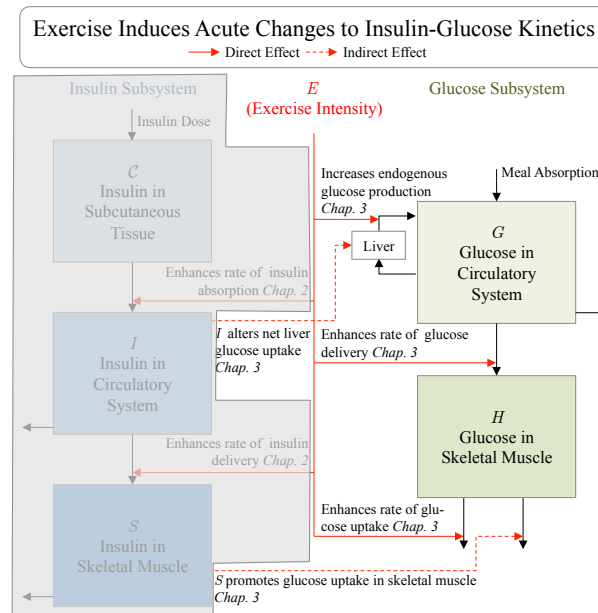 Exercise Induces Acute Changes to Insulin-Glucose Kinetics
Direct Effect
Indirect Effect
Insulin Subsystem
E
(Exercise Intensity)
Glucose Subsystem
Insulin Dose
C
Insulin in
Subcutaneous
Tissue
Increases endogenous
glucose production
Chap. 3
Meal Absorption
Liver
G
Glucose in
Circulatory
System
Enhances rate of insulin
absorption Chap. 2
I
Insulin in
Circulatory
System
I alters net liver
glucose uptake
Chap. 3
Enhances rate of glucose
delivery Chap. 3
H
Glucose in
Skeletal Muscle
Enhances rate of insulin
delivery Chap. 2
S
Insulin in
Skeletal Muscle
Enhances rate of glu-
cose uptake Chap. 3
S promotes glucose uptake in skeletal muscle
Chap. 3